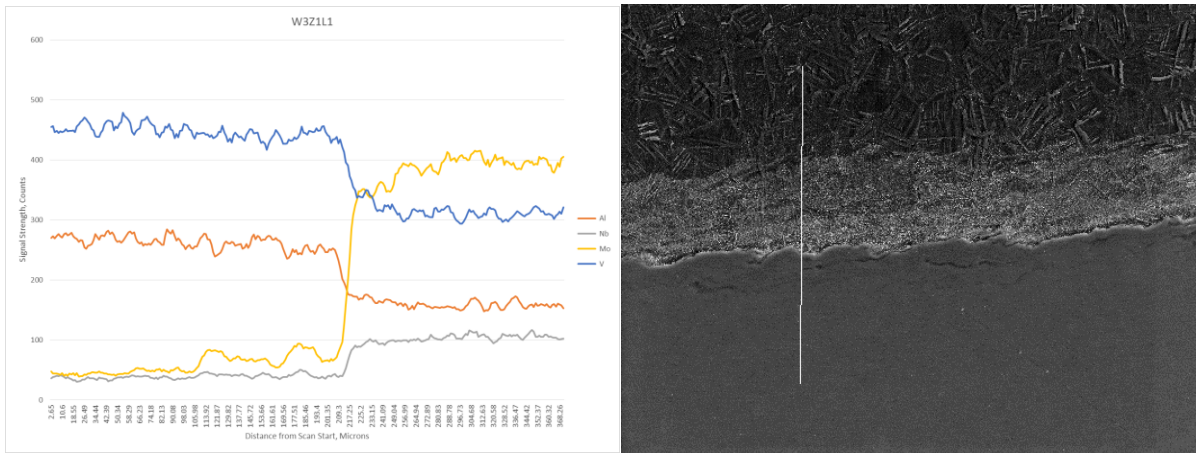 W3Z1L1
600
500
400
300
200
100
0
Signal Strength, Counts
2.65 10.6 18.55 26.49 34.44 42.39 50.34 58.29 66.23 74.18 82.13 90.08 98.03 105.98 113.92 121.87 129.82 137.77 145.72 153.66 161.61 169.56 177.51 185.46 193.4 201.35 209.3 217.25 225.2 233.15 241.09 249.04 256.99 264.94 272.89 280.83 288.78 296.73 304.68 312.63 320.58 328.52 336.47 344.42 352.37 360.32 368.26
Distance from Scan Start, Microns
Al
Nb
Mo
V